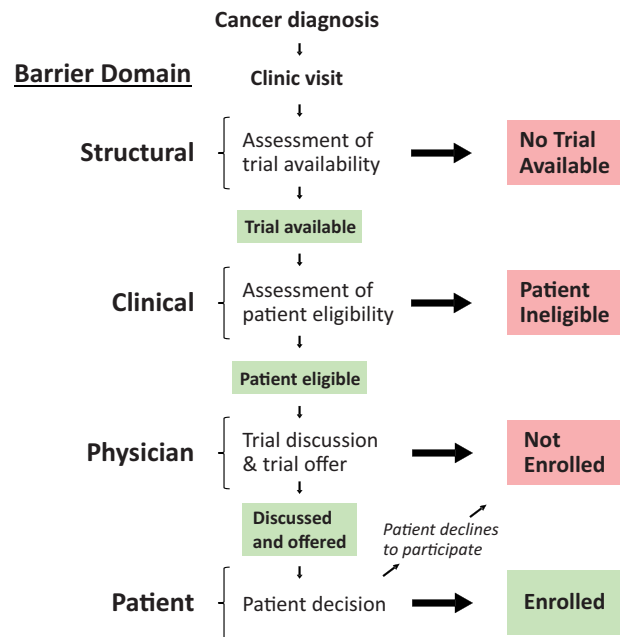 Cancer diagnosis
Barrier Domain
Clinic visit
Structural
Assessment of
trial availability
No Trial
Available
Trial available
Clinical
Assessment of
patient eligibility
Patient
Ineligible
Patient eligible
Physician
Trial discussion
& trial offer
Not
Enrolled
Discussed
and offered
Patient declines
to participate
Patient
Patient decision
Enrolled